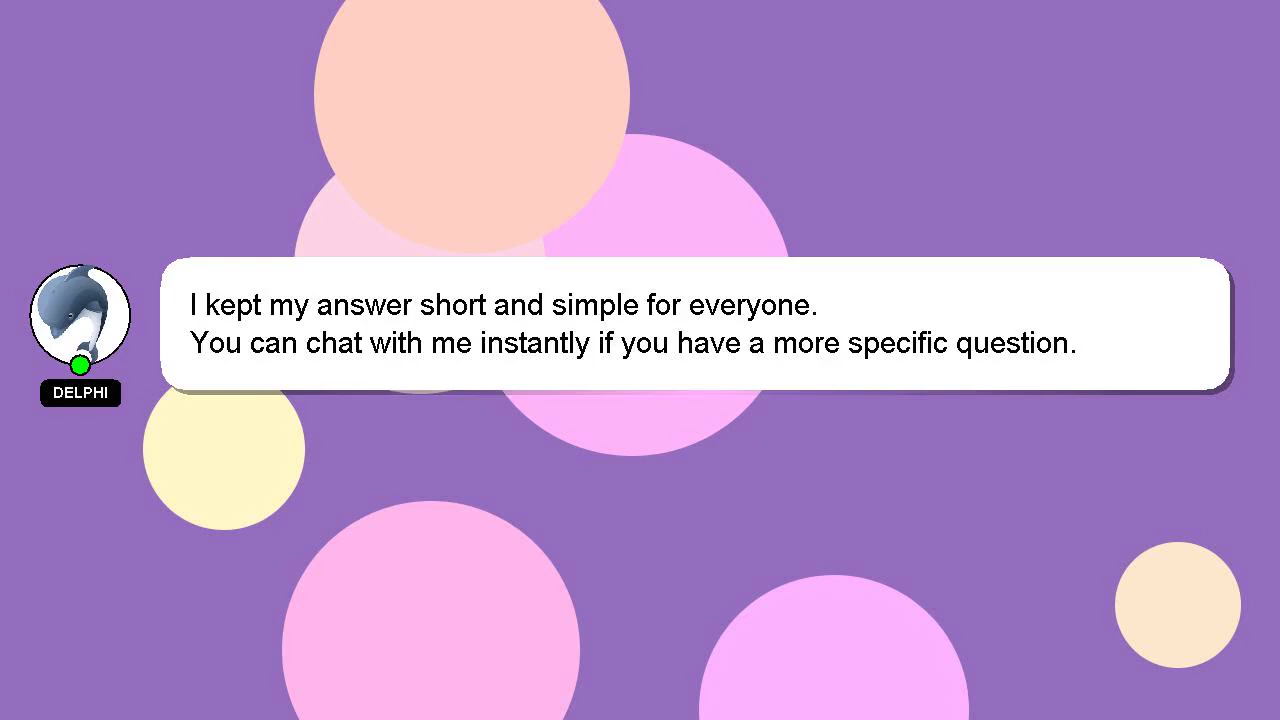 I kept my answer short and simple for everyone.
You can chat with me instantly if you have a more specific question.
DELPHI